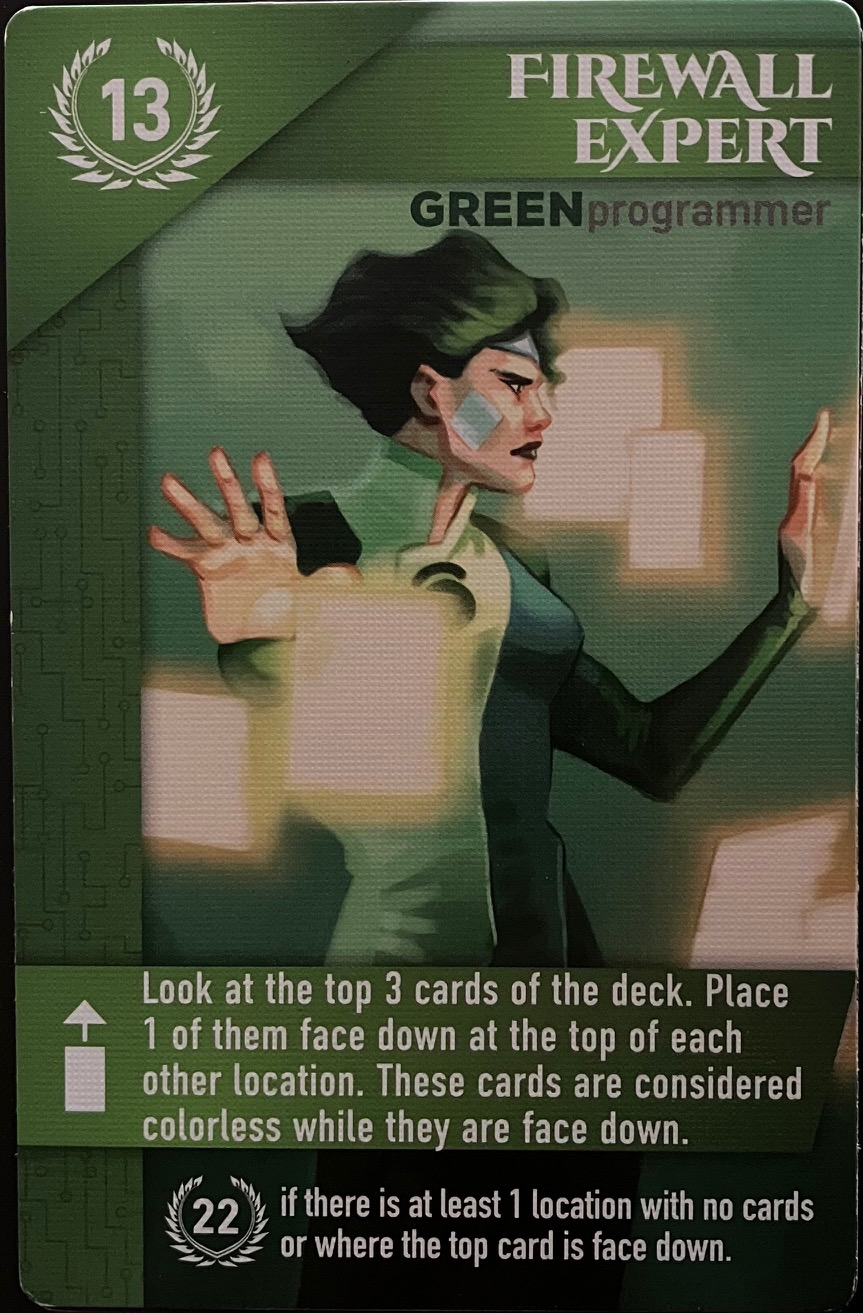 13
FIREWALL
EXPERT
GREENprogrammer
Look at the top 3 cards of the deck. Place
1 of them face down at the top of each
other location. These cards are considered
colorless while they are face down.
22 if there is at least 1 location with no cards
or where the top card is face down.